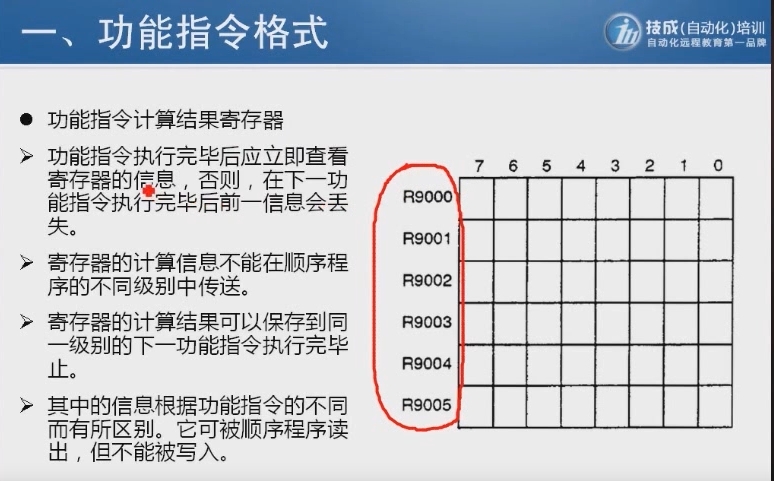 一、功能指令格式
技成(自动化)培训
自动化远程教育第一品牌
● 功能指令计算结果寄存器
➢ 功能指令执行完毕后应立即查看
寄存器的信息，否则，在下一功
能指令执行完毕后前一信息会丢
失。
➢ 寄存器的计算信息不能在顺序程
序的不同级别中传送。
➢ 寄存器的计算结果可以保存到同
一级别的下一功能指令执行完毕
止。
➢ 其中的信息根据功能指令的不同
而有所区别。它可被顺序程序读
出，但不能被写入。
7 6 5 4 3 2 1 0
R9000
R9001
R9002
R9003
R9004
R9005